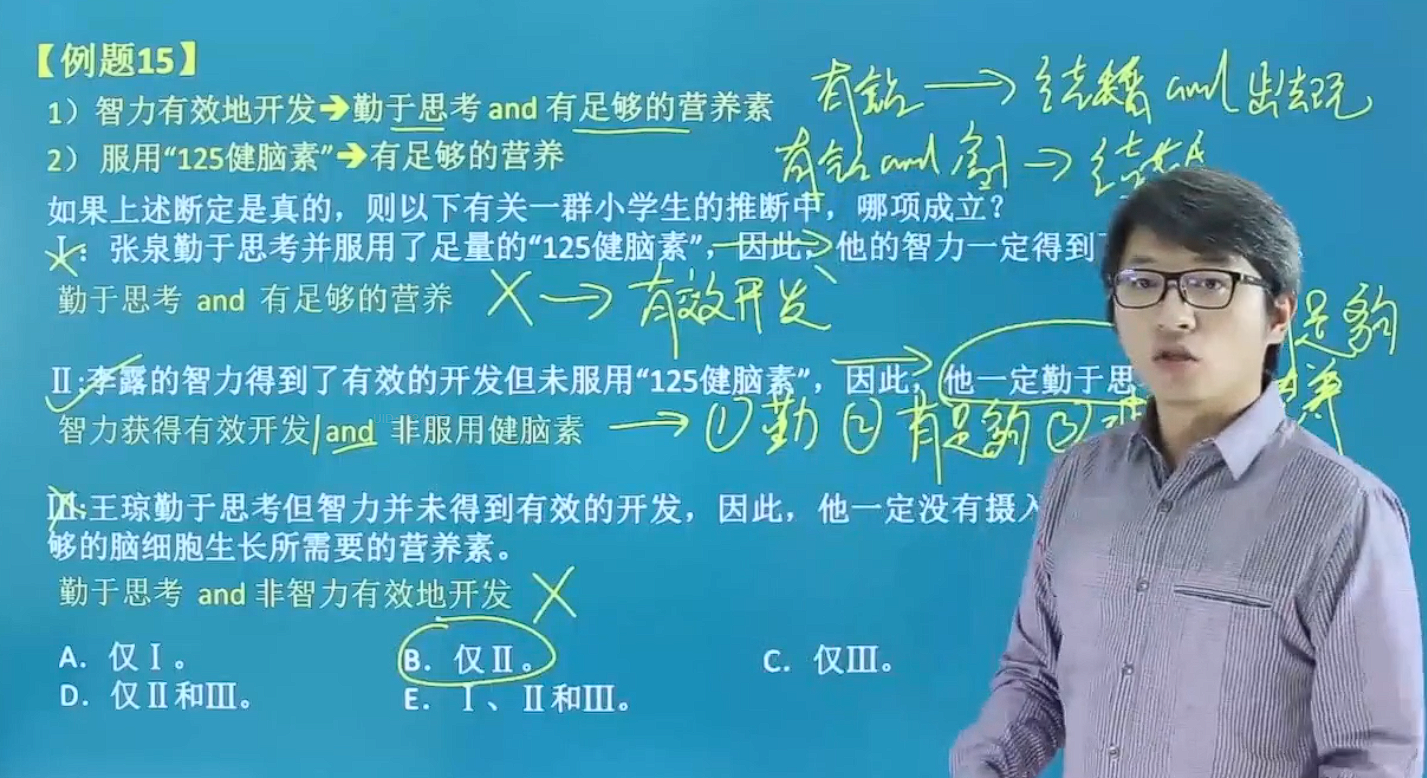 【例题15】
1）智力有效地开发➔勤于思考 and 有足够的营养素
有钱 → 结婚 and 出去玩
2） 服用“125健脑素”➔有足够的营养
有钱 and
如果上述断定是真的，则以下有关一群小学生的推断中，哪项成立？
Ⅰ：张泉勤于思考并服用了足量的“125健脑素”，因此，他的智力一定得到
勤于思考 and 有足够的营养 X → 有效开发
足够
Ⅱ:李露的智力得到了有效的开发但未服用“125健脑素”，因此，他一定勤于思
智力获得有效开发 and 非服用健脑素 → ①勤 ②有足够 ③
Ⅲ:王琼勤于思考但智力并未得到有效的开发，因此，他一定没有摄入
够的脑细胞生长所需要的营养素。
勤于思考 and 非智力有效地开发 X
A. 仅Ⅰ。 B. 仅Ⅱ。 C. 仅Ⅲ。
D. 仅Ⅱ和Ⅲ。 E. Ⅰ、Ⅱ和Ⅲ。